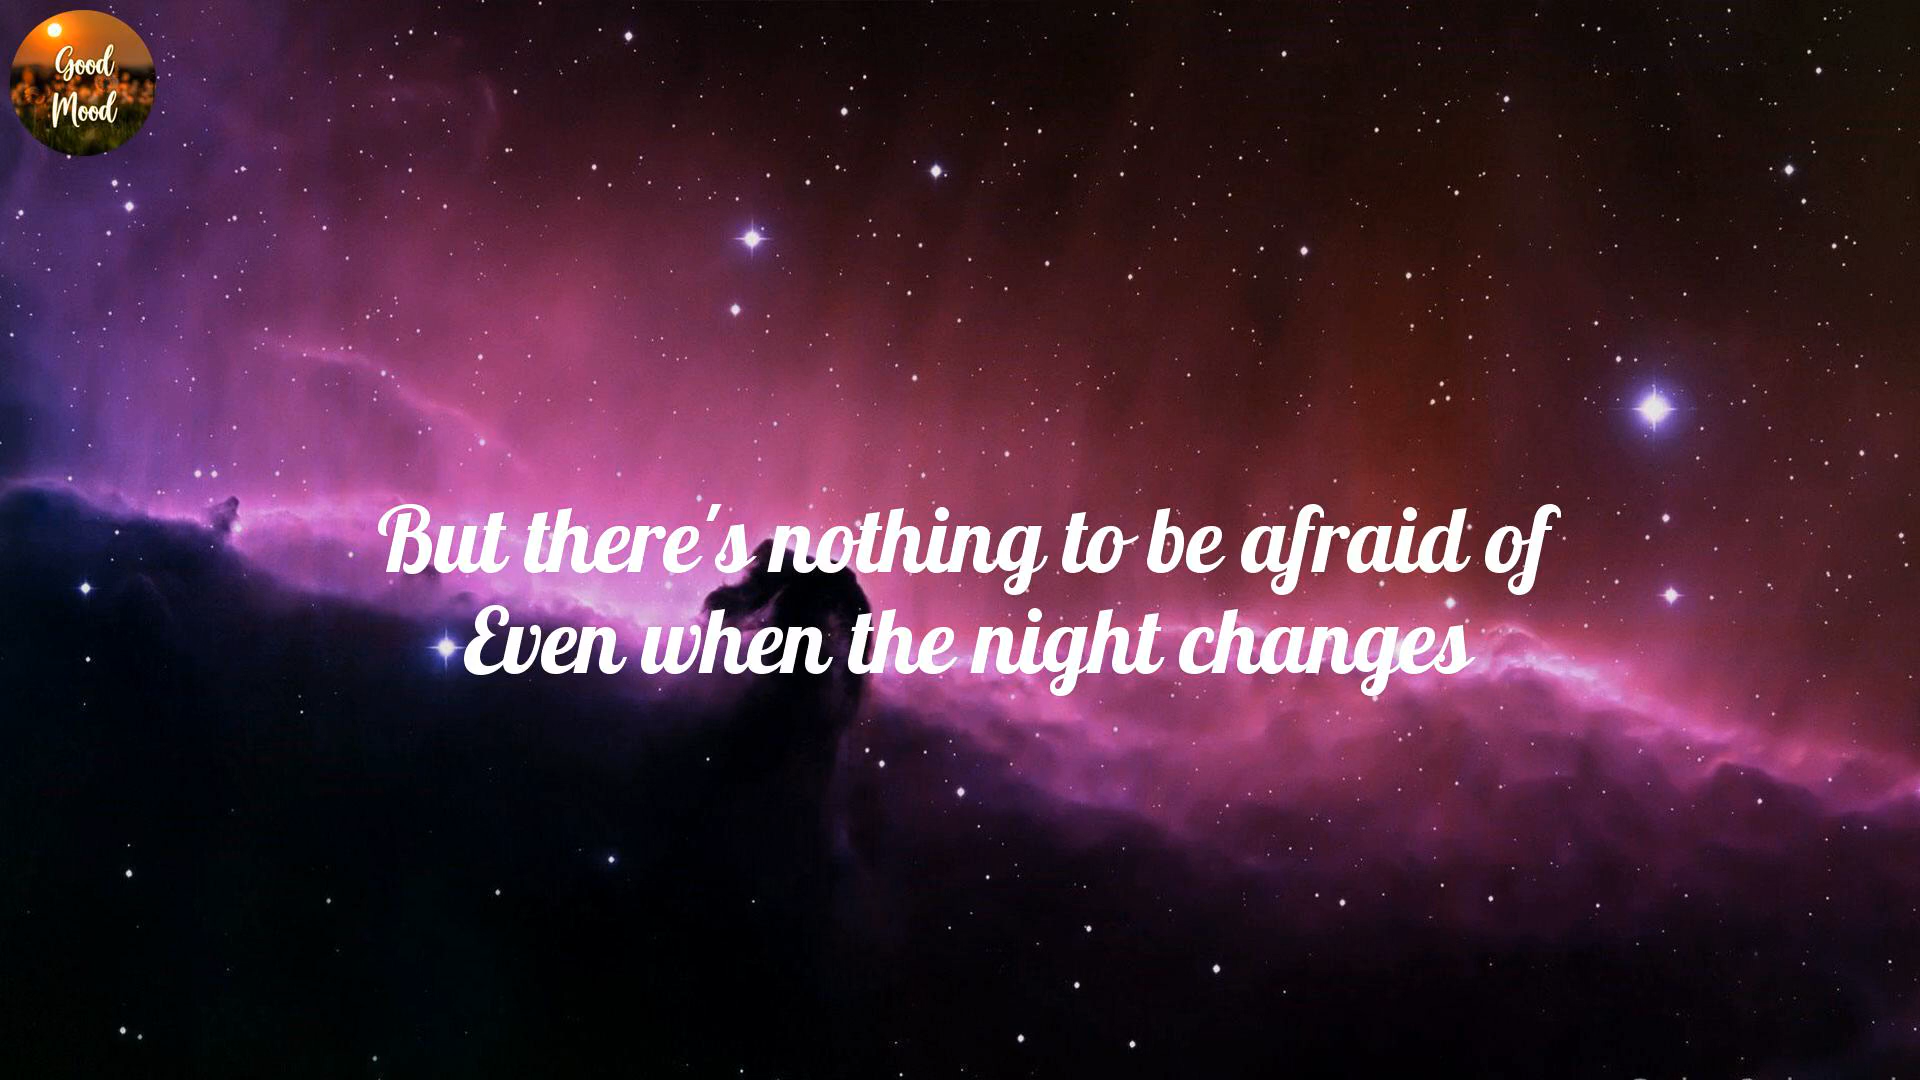 Good
Mood
But there's nothing to be afraid of
Even when the night changes